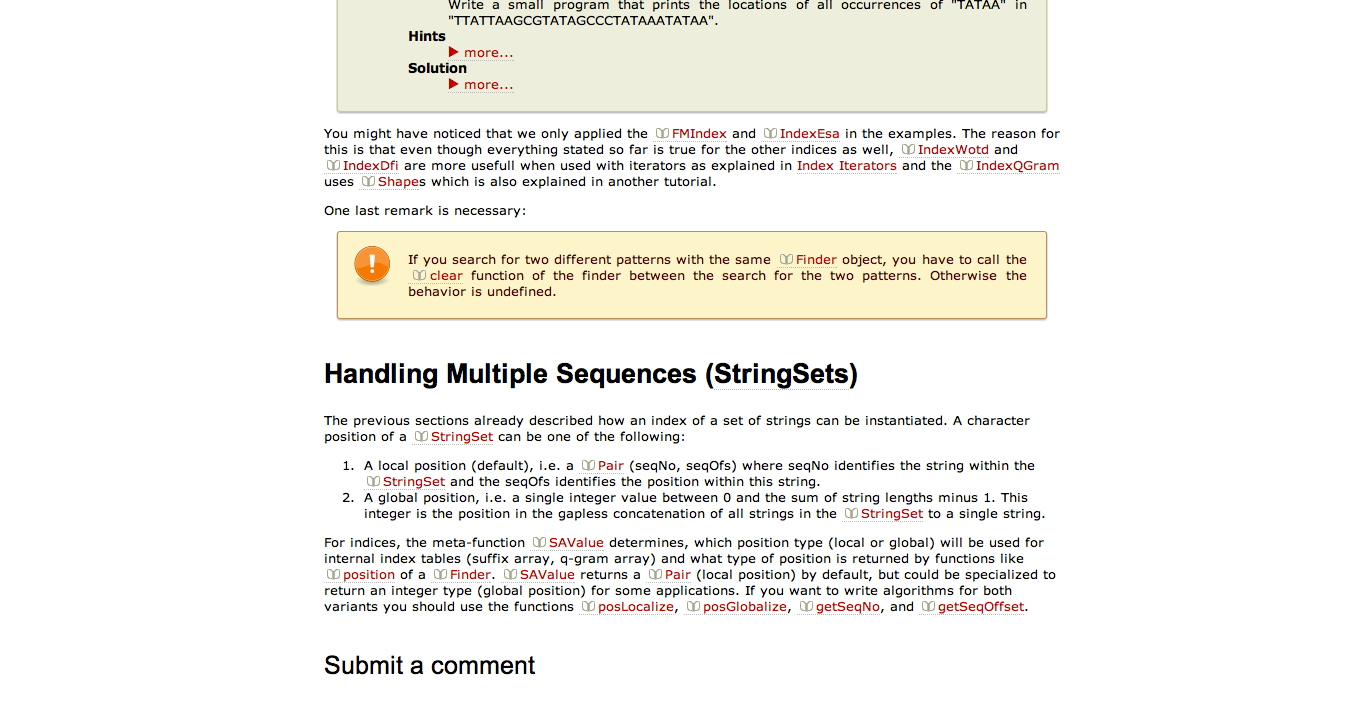 Write a small program that prints the locations of all occurrences of "TATAA" in
"TTATTAAGCGTATAGCCCTATAAATATAA".
Hints
more...
Solution
more...
You might have noticed that we only applied the FMIndex and IndexEsa in the examples. The reason for
this is that even though everything stated so far is true for the other indices as well, IndexWotd and
IndexDfi are more usefull when used with iterators as explained in Index Iterators and the IndexQGram
uses Shapes which is also explained in another tutorial.
One last remark is necessary:
If you search for two different patterns with the same Finder object, you have to call the
clear function of the finder between the search for the two patterns. Otherwise the
behavior is undefined.
Handling Multiple Sequences (StringSets)
The previous sections already described how an index of a set of strings can be instantiated. A character
position of a StringSet can be one of the following:
1. A local position (default), i.e. a Pair (seqNo, seqOfs) where seqNo identifies the string within the
StringSet and the seqOfs identifies the position within this string.
2. A global position, i.e. a single integer value between 0 and the sum of string lengths minus 1. This
integer is the position in the gapless concatenation of all strings in the StringSet to a single string.
For indices, the meta-function SAValue determines, which position type (local or global) will be used for
internal index tables (suffix array, q-gram array) and what type of position is returned by functions like
position of a Finder. SAValue returns a Pair (local position) by default, but could be specialized to
return an integer type (global position) for some applications. If you want to write algorithms for both
variants you should use the functions posLocalize, posGlobalize, getSeqNo, and getSeqOffset.
Submit a comment